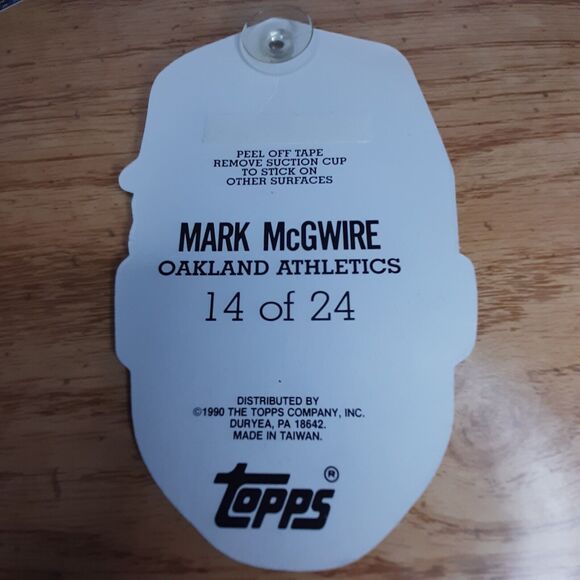 PEEL OFF TAPE
REMOVE SUCTION CUP
TO STICK ON
OTHER SURFACES
MARK McGWIRE
OAKLAND ATHLETICS
14 of 24
DISTRIBUTED BY
©1990 THE TOPPS COMPANY, INC.
DURYEA, PA 18642.
MADE IN TAIWAN.
topps®